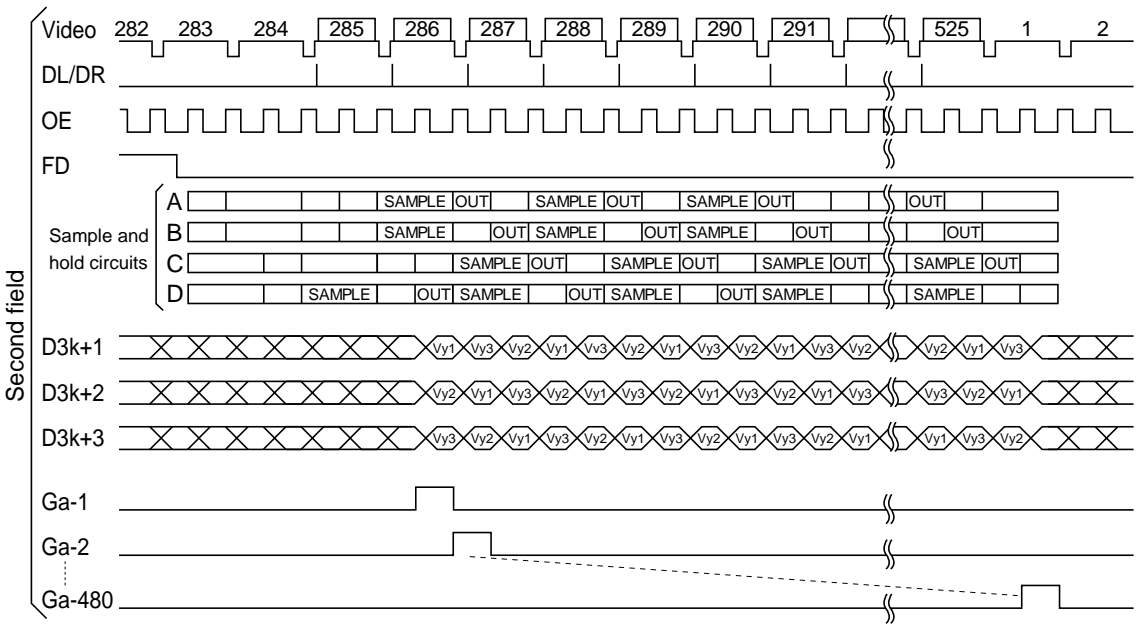 Video 282 283 284 285 286 287 288 289 290 291 525 1 2
DL/DR
OE
FD
A SAMPLE OUT SAMPLE OUT SAMPLE OUT OUT
B SAMPLE OUT SAMPLE OUT SAMPLE OUT OUT
Sample and
hold circuits
C SAMPLE OUT SAMPLE OUT SAMPLE OUT SAMPLE OUT
D SAMPLE OUT SAMPLE OUT SAMPLE OUT SAMPLE SAMPLE
Second field
D3k+1 Vy1 Vy3 Vy2 Vy1 Vv3 Vy2 Vy1 Vy3 Vy2 Vy1 Vy3 Vy2 Vy2 Vy1 Vy3
D3k+2 Vy2 Vy1 Vy3 Vy2 Vy1 Vy3 Vy2 Vy1 Vy3 Vy2 Vy1 Vy3 Vy3 Vy2 Vy1
D3k+3 Vy3 Vy2 Vy1 Vy3 Vy2 Vy1 Vy3 Vy2 Vy1 Vy3 Vy2 Vy1 Vy1 Vy3 Vy2
Ga-1
Ga-2
Ga-480